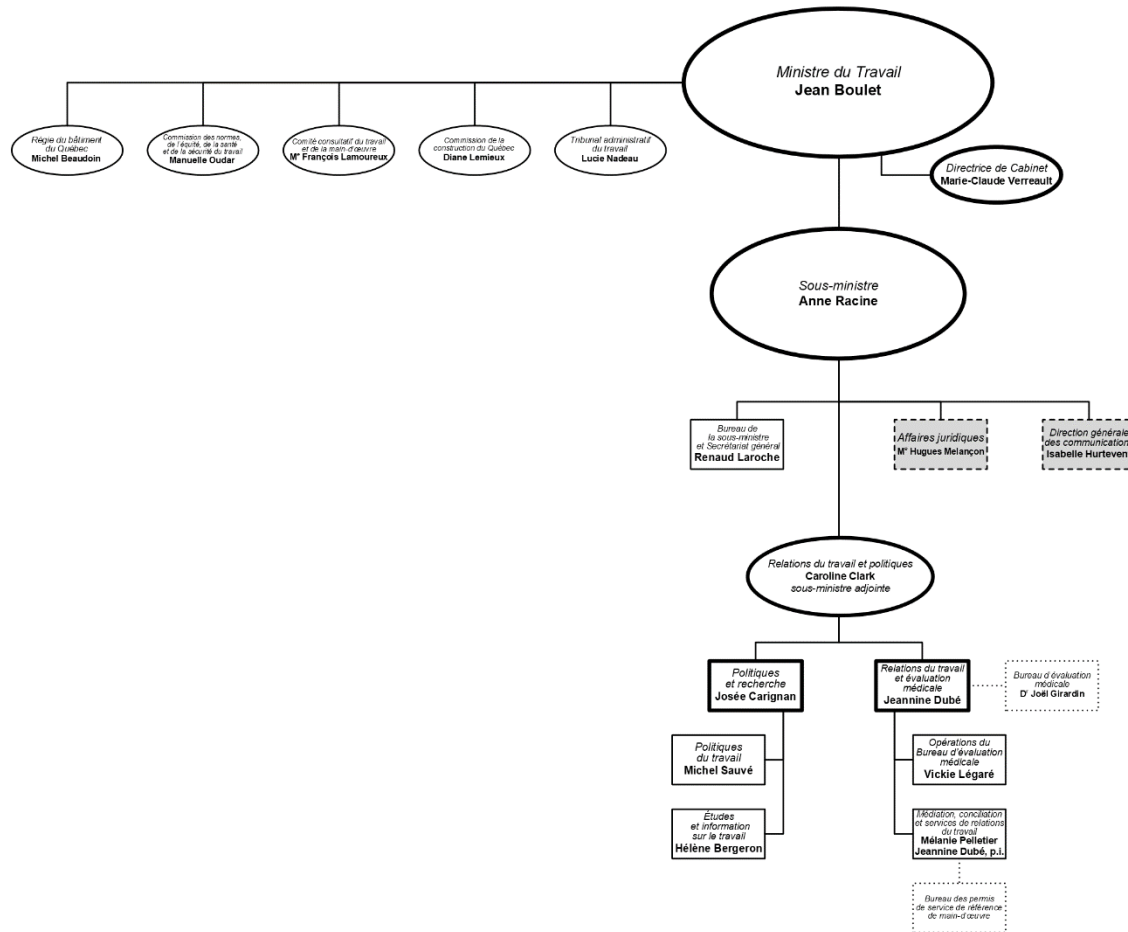 Ministre du Travail
Jean Boulet
Régie du bâtiment
du Québec
Michel Beaudoin
Commission des normes,
de l'équité, de la santé
et de la sécurité du travail
Manuelle Oudar
Comité consultatif du travail
et de la main-d'œuvre
Mᵉ François Lamoureux
Commission de la
construction du Québec
Diane Lemieux
Tribunal administratif
du travail
Lucie Nadeau
Directrice de Cabinet
Marie-Claude Verreault
Sous-ministre
Anne Racine
Bureau de
la sous-ministre
et Secrétariat général
Renaud Laroche
Affaires juridiques
Mᵉ Hugues Melançon
Direction générale
des communication
Isabelle Hurteven
Relations du travail et politiques
Caroline Clark
sous-ministre adjointe
Politiques
et recherche
Josée Carignan
Relations du travail
et évaluation
médicale
Jeannine Dubé
Bureau d'évaluation
médicale
Dʳ Joël Girardin
Politiques
du travail
Michel Sauvé
Opérations du
Bureau d'évaluation
médicale
Vickie Légaré
Études
et information
sur le travail
Hélène Bergeron
Médiation, conciliation
et services de relations
du travail
Mélanie Pelletier
Jeannine Dubé, p.i.
Bureau des permis
de service de référence
de main-d'œuvre